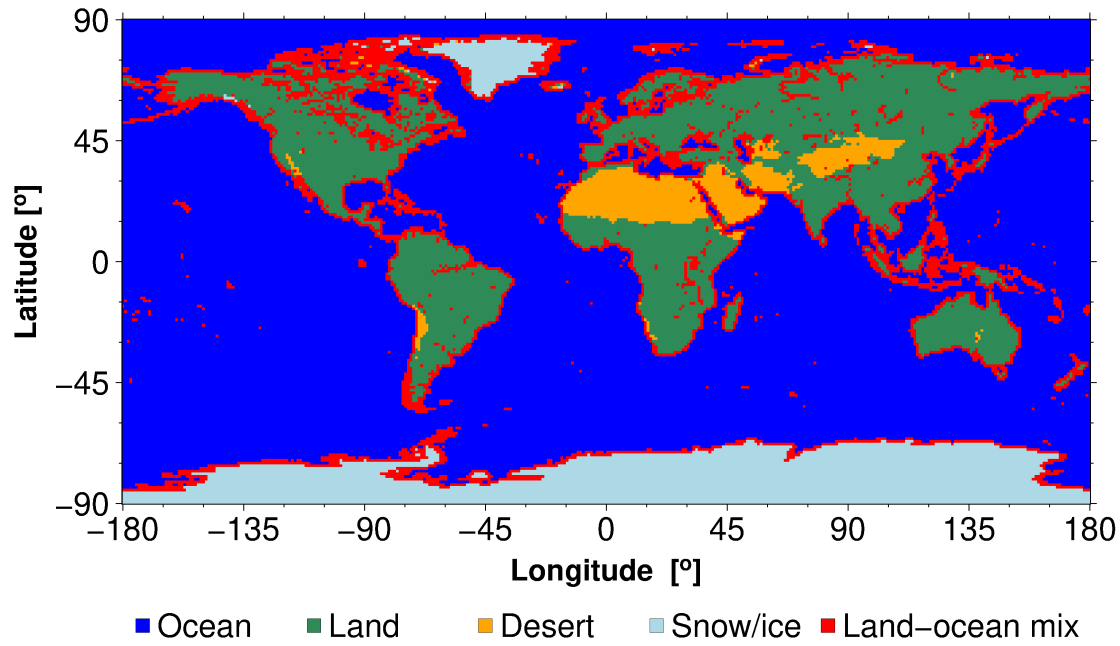 90
45
0
−45
−90
Latitude [º]
−180 −135 −90 −45 0 45 90 135 180
Longitude [º]
Ocean Land Desert Snow/ice Land−ocean mix